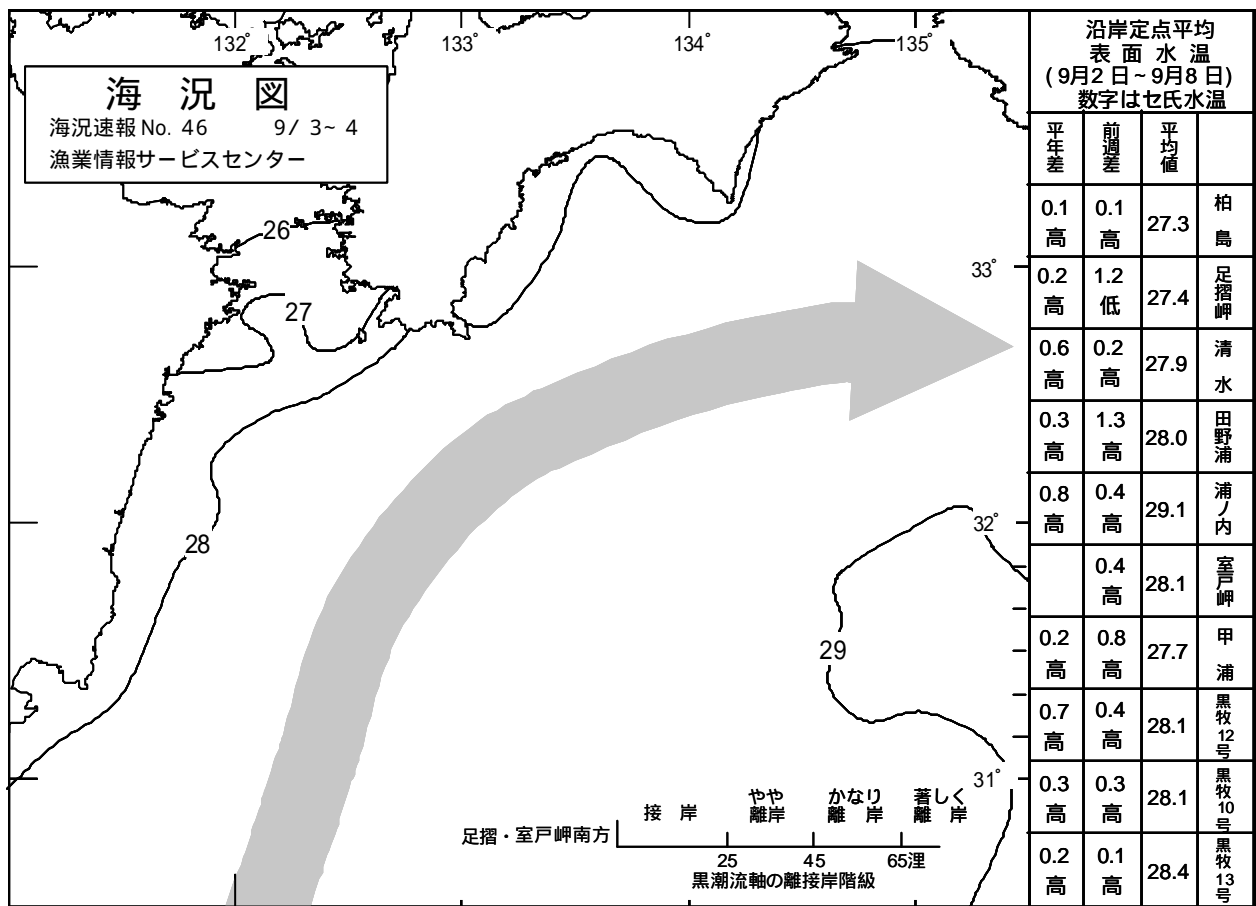 132°
133°
134°
135°
海 況 図
海況速報 No. 46 9/ 3~ 4
漁業情報サービスセンター
26
27
28
29
33°
32°
31°
接 岸
やや
離岸
かなり
離 岸
著しく
離 岸
足摺・室戸岬南方
25 45 65浬
黒潮流軸の離接岸階級
沿岸定点平均
表 面 水 温
( 9月2 日 ~ 9月8 日)
数字はセ氏水温
平年差 前週差 平均値
0.1高 0.1高 27.3 柏島
0.2高 1.2低 27.4 足摺岬
0.6高 0.2高 27.9 清水
0.3高 1.3高 28.0 田野浦
0.8高 0.4高 29.1 浦ノ内
0.4高 28.1 室戸岬
0.2高 0.8高 27.7 甲浦
0.7高 0.4高 28.1 黒牧12号
0.3高 0.3高 28.1 黒牧10号
0.2高 0.1高 28.4 黒牧13号